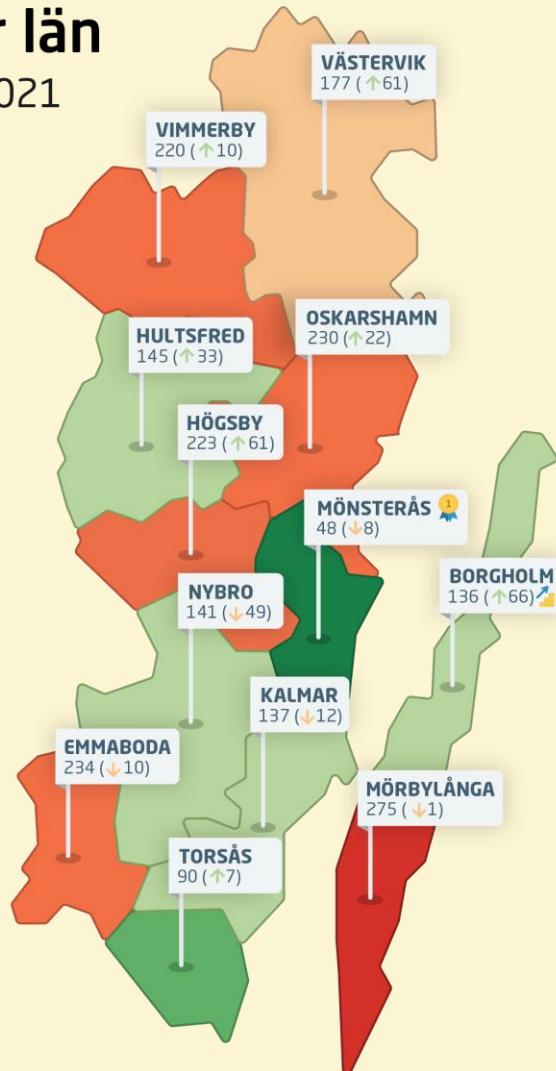 r län
021
VÄSTERVIK
177 (↑61)
VIMMERBY
220 (↑10)
OSKARSHAMN
230 (↑22)
HULTSFRED
145 (↑33)
HÖGSBY
223 (↑61)
MÖNSTERÅS 1
48 (↓8)
BORGHOLM
136 (↑66)
NYBRO
141 (↓49)
KALMAR
137 (↓12)
EMMABODA
234 (↓10)
MÖRBYLÅNGA
275 (↓1)
TORSÅS
90 (↑7)